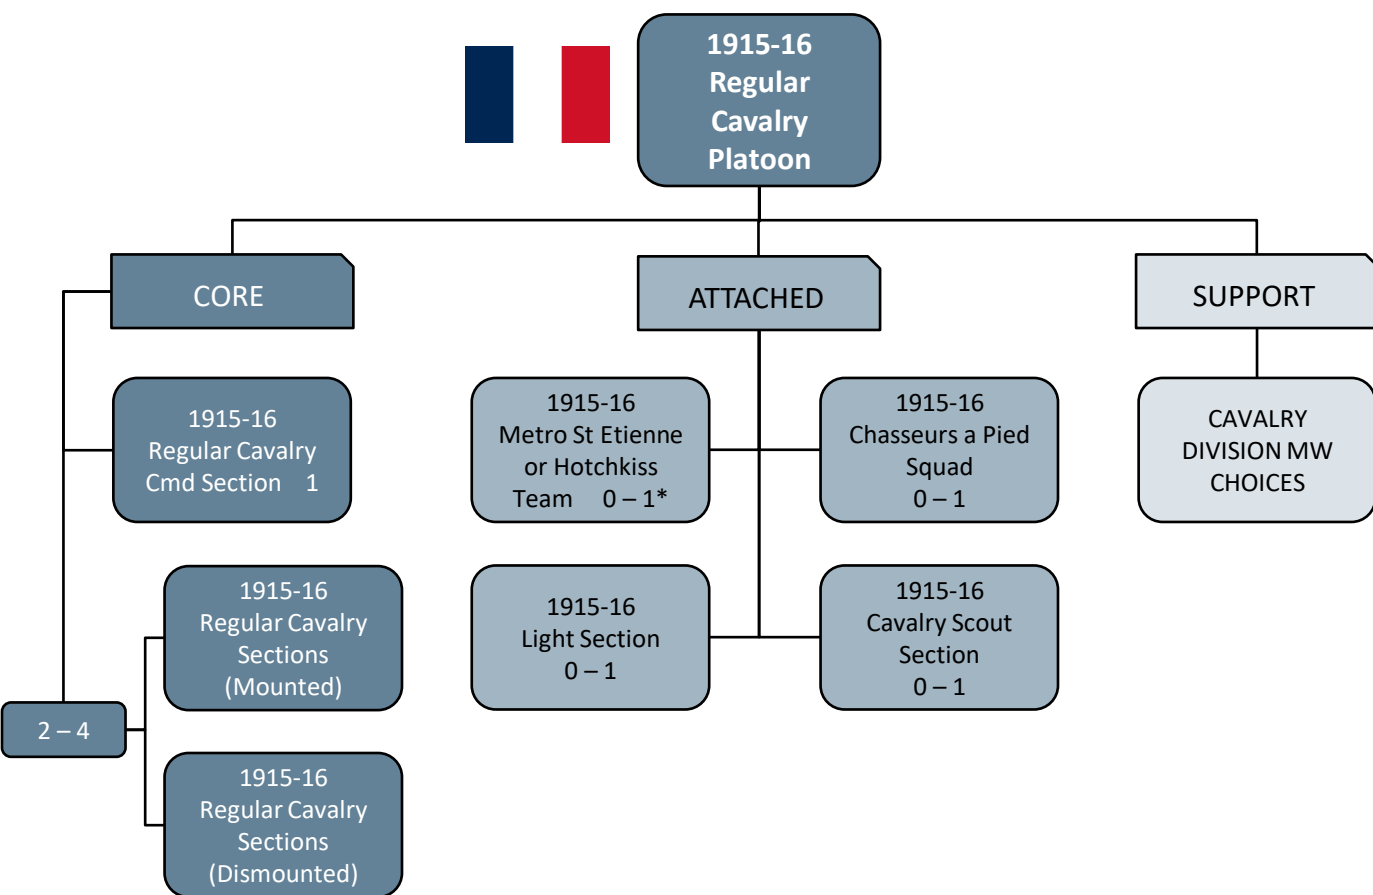 1915-16
Regular
Cavalry
Platoon
CORE
ATTACHED
SUPPORT
1915-16
Regular Cavalry
Cmd Section 1
1915-16
Metro St Etienne
or Hotchkiss
Team 0 – 1*
1915-16
Chasseurs a Pied
Squad
0 – 1
CAVALRY
DIVISION MW
CHOICES
1915-16
Regular Cavalry
Sections
(Mounted)
1915-16
Light Section
0 – 1
1915-16
Cavalry Scout
Section
0 – 1
2 – 4
1915-16
Regular Cavalry
Sections
(Dismounted)